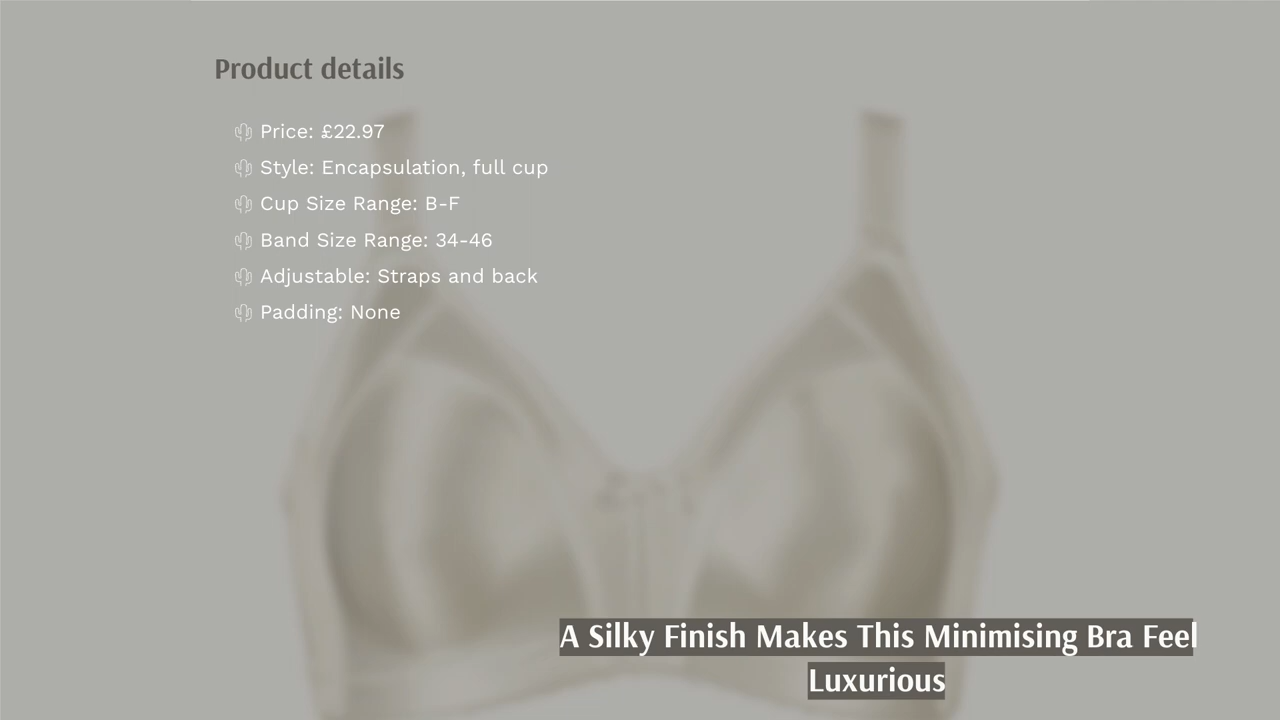 Product details
Price: £22.97
Style: Encapsulation, full cup
Cup Size Range: B-F
Band Size Range: 34-46
Adjustable: Straps and back
Padding: None
A Silky Finish Makes This Minimising Bra Feel
Luxurious